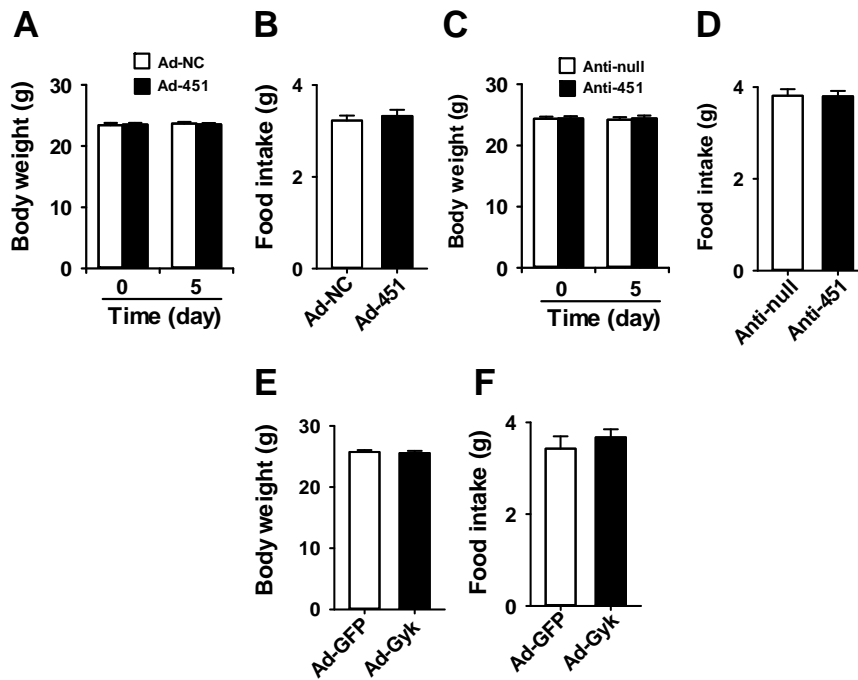 A
Ad-NC
Ad-451
Body weight (g)
30
20
10
0
0 5
Time (day)
B
Food intake (g)
4
2
0
Ad-NC
Ad-451
C
Anti-null
Anti-451
Body weight (g)
30
20
10
0
0 5
Time (day)
D
Food intake (g)
4
2
0
Anti-null
Anti-451
E
Body weight (g)
30
20
10
0
Ad-GFP
Ad-Gyk
F
Food intake (g)
4
2
0
Ad-GFP
Ad-Gyk